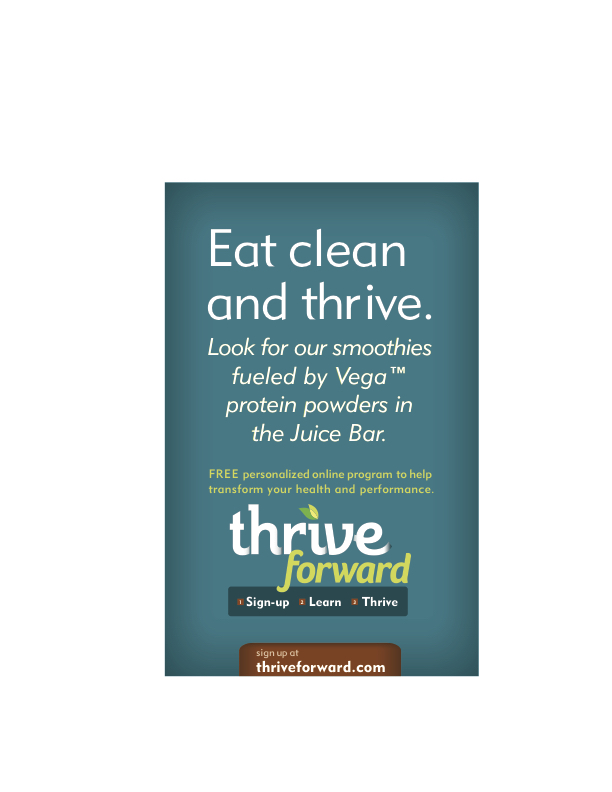 Eat clean
and thrive.
Look for our smoothies
fueled by Vega™
protein powders in
the Juice Bar.
FREE personalized online program to help
transform your health and performance.
thrive
forward
1 Sign-up 2 Learn 3 Thrive
sign up at
thriveforward.com